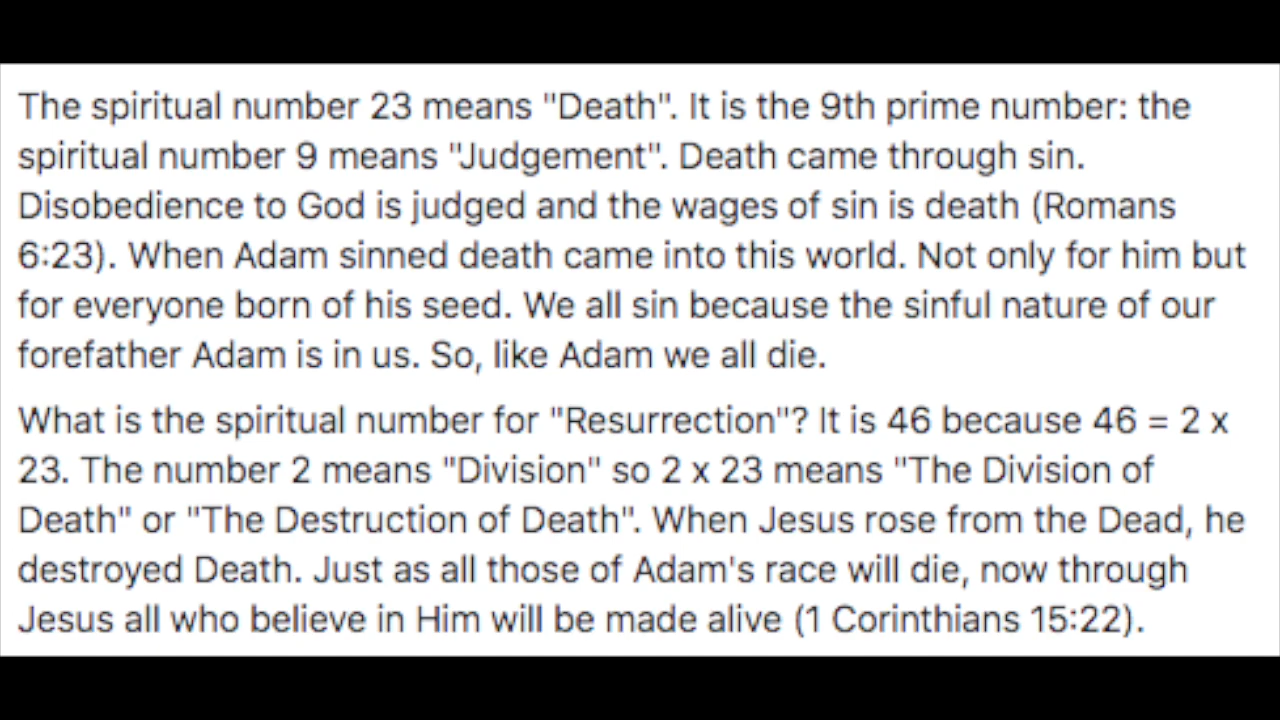 The spiritual number 23 means "Death". It is the 9th prime number: the
spiritual number 9 means "Judgement". Death came through sin.
Disobedience to God is judged and the wages of sin is death (Romans
6:23). When Adam sinned death came into this world. Not only for him but
for everyone born of his seed. We all sin because the sinful nature of our
forefather Adam is in us. So, like Adam we all die.
What is the spiritual number for "Resurrection"? It is 46 because 46 = 2 x
23. The number 2 means "Division" so 2 x 23 means "The Division of
Death" or "The Destruction of Death". When Jesus rose from the Dead, he
destroyed Death. Just as all those of Adam's race will die, now through
Jesus all who believe in Him will be made alive (1 Corinthians 15:22).